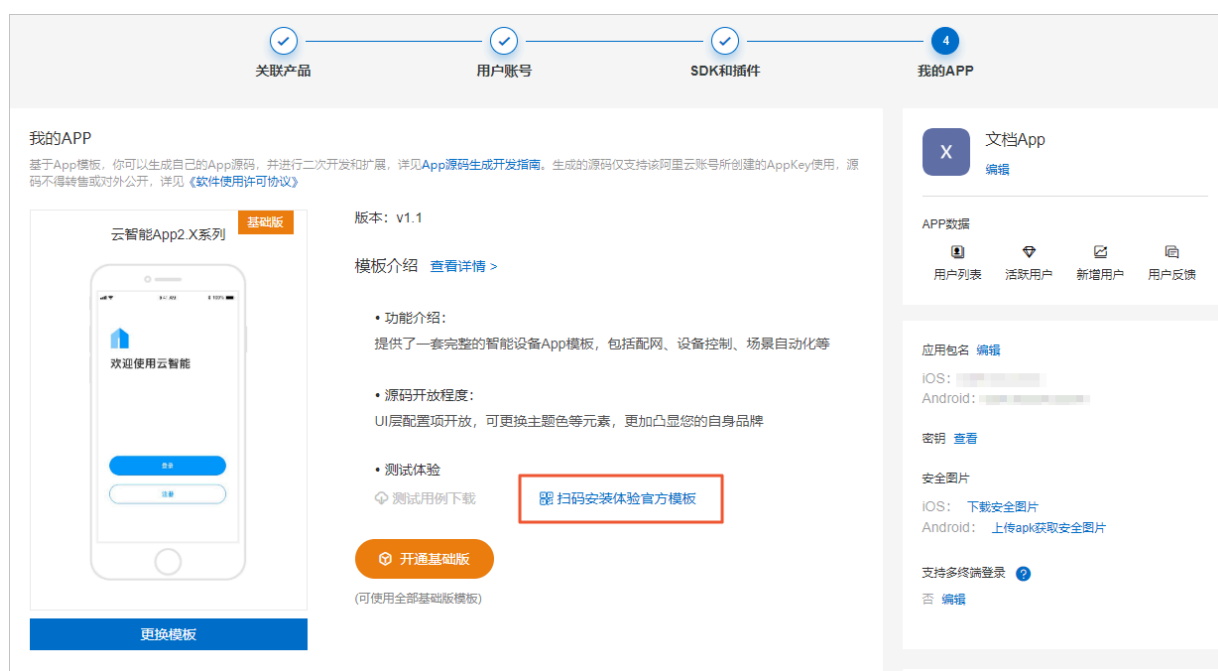 4
关联产品
用户账号
SDK和插件
我的APP
我的APP
基于App模板，你可以生成自己的App源码，并进行二次开发和扩展，详见App源码生成开发指南。生成的源码仅支持该阿里云账号所创建的AppKey使用，源
码不得转售或对外公开，详见《软件使用许可协议》
基础版
云智能App2.X系列
欢迎使用云智能
登录
注册
更换模板
版本：v1.1
模板介绍 查看详情 >
• 功能介绍：
提供了一套完整的智能设备App模板，包括配网、设备控制、场景自动化等
• 源码开放程度：
UI层配置项开放，可更换主题色等元素，更加凸显您的自身品牌
• 测试体验
测试用例下载
扫码安装体验官方模板
开通基础版
(可使用全部基础版模板)
X
文档App
编辑
APP数据
用户列表 活跃用户 新增用户 用户反馈
应用包名 编辑
iOS：
Android：
密钥 查看
安全图片
iOS： 下载安全图片
Android： 上传apk获取安全图片
支持多终端登录 ?
否 编辑